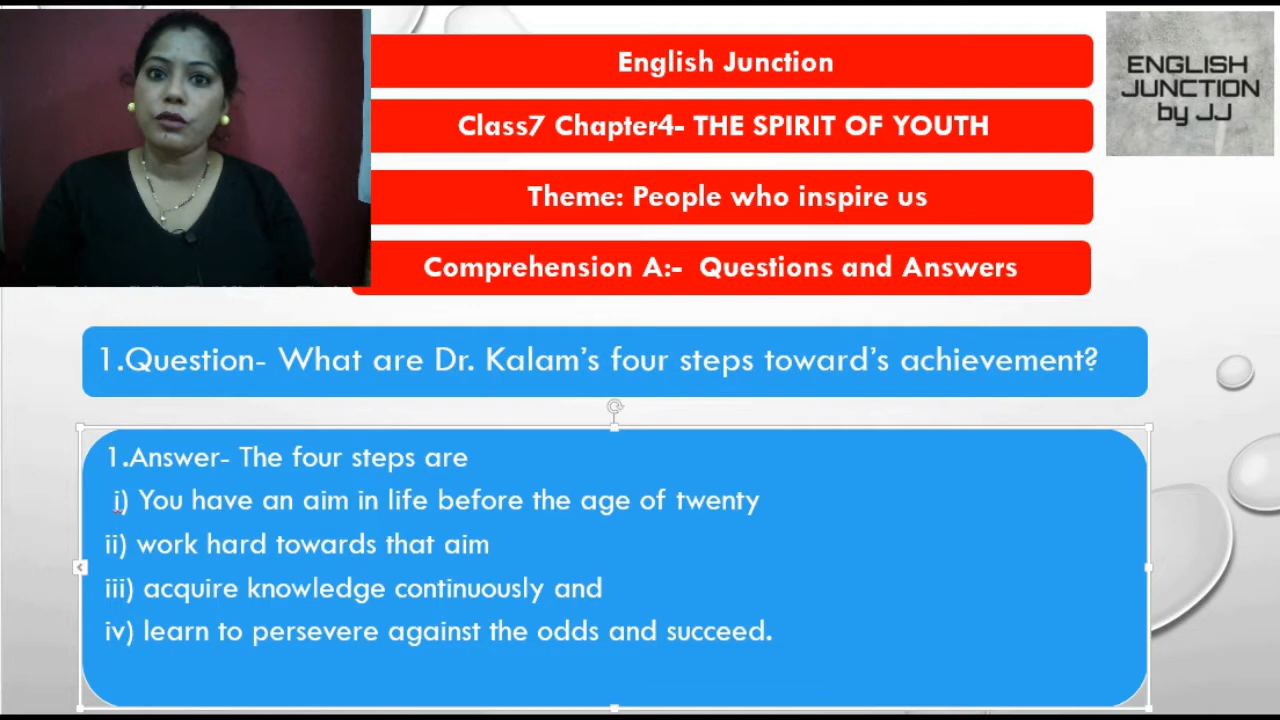 English Junction
ENGLISH
JUNCTION
by JJ
Class7 Chapter4- THE SPIRIT OF YOUTH
Theme: People who inspire us
Comprehension A:- Questions and Answers
1.Question- What are Dr. Kalam's four steps toward's achievement?
1.Answer- The four steps are
i) You have an aim in life before the age of twenty
ii) work hard towards that aim
iii) acquire knowledge continuously and
iv) learn to persevere against the odds and succeed.